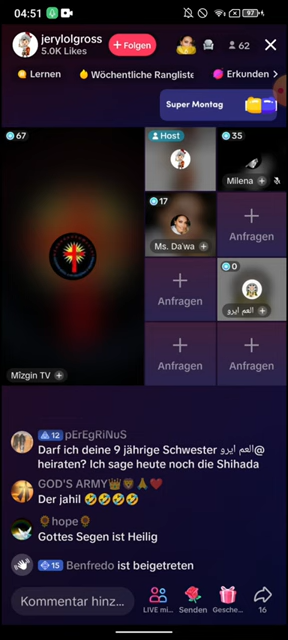 04:51
97
jerylolgross
5.0K Likes
+ Folgen
62
Lernen
Wöchentliche Rangliste
Erkunden
Super Montag
67
Host
35
Milena
17
Anfragen
Ms. Da'wa
0
Anfragen
العم ايرو
Anfragen
Anfragen
Mîzgin TV
12 pErEgRiNuS
Darf ich deine 9 jährige Schwester العم ايرو@
heiraten? Ich sage heute noch die Shihada
GOD'S ARMY👑🦁🙏❤️
Der jahil 🤣🤣🤣🤣
🌻hope🌻
Gottes Segen ist Heilig
15 Benfredo ist beigetreten
Kommentar hinz...
LIVE mi...
Senden
Gesche...
16